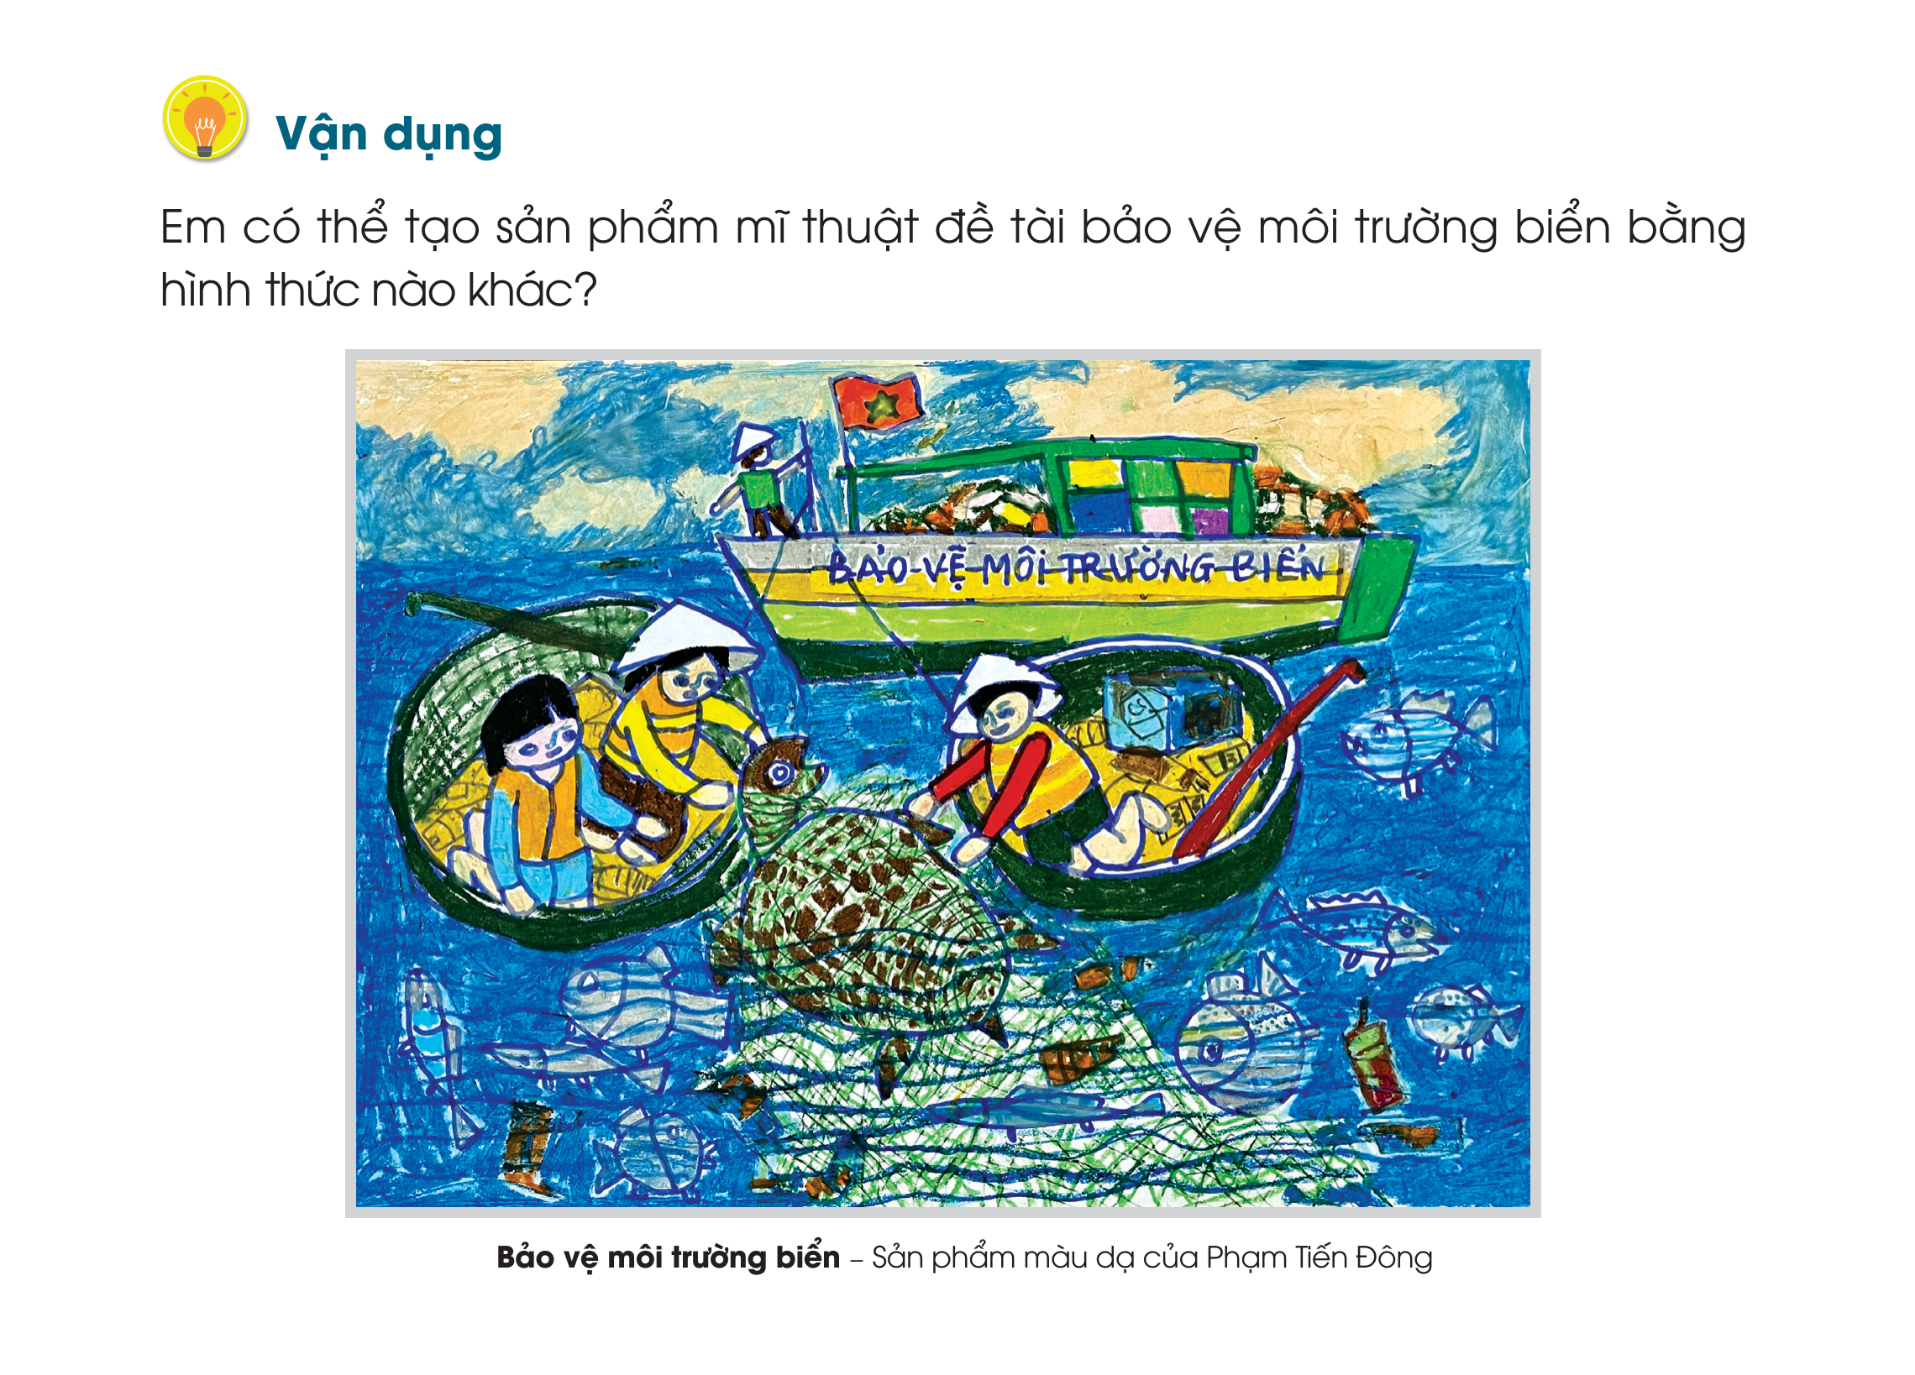 Vận dụng
Em có thể tạo sản phẩm mĩ thuật đề tài bảo vệ môi trường biển bằng
hình thức nào khác?
BẢO VỆ MÔI TRƯỜNG BIỂN
Bảo vệ môi trường biển – Sản phẩm màu dạ của Phạm Tiến Đông